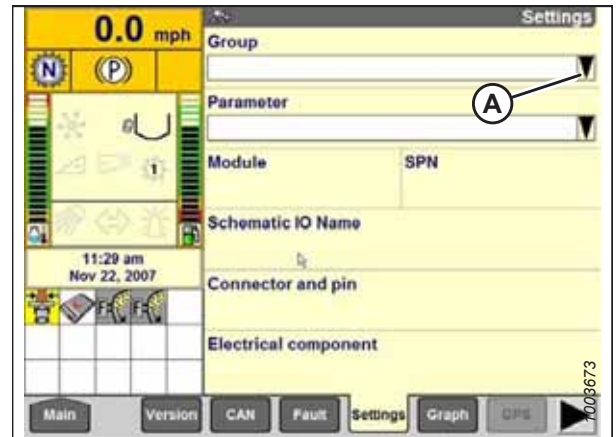 0.0 mph
Settings
N
(P)
Group
A
Parameter
1
Module
SPN
Schematic IO Name
11:29 am
Nov 22, 2007
Connector and pin
Electrical component
1003673
Main
Version
CAN
Fault
Settings
Graph
GPS